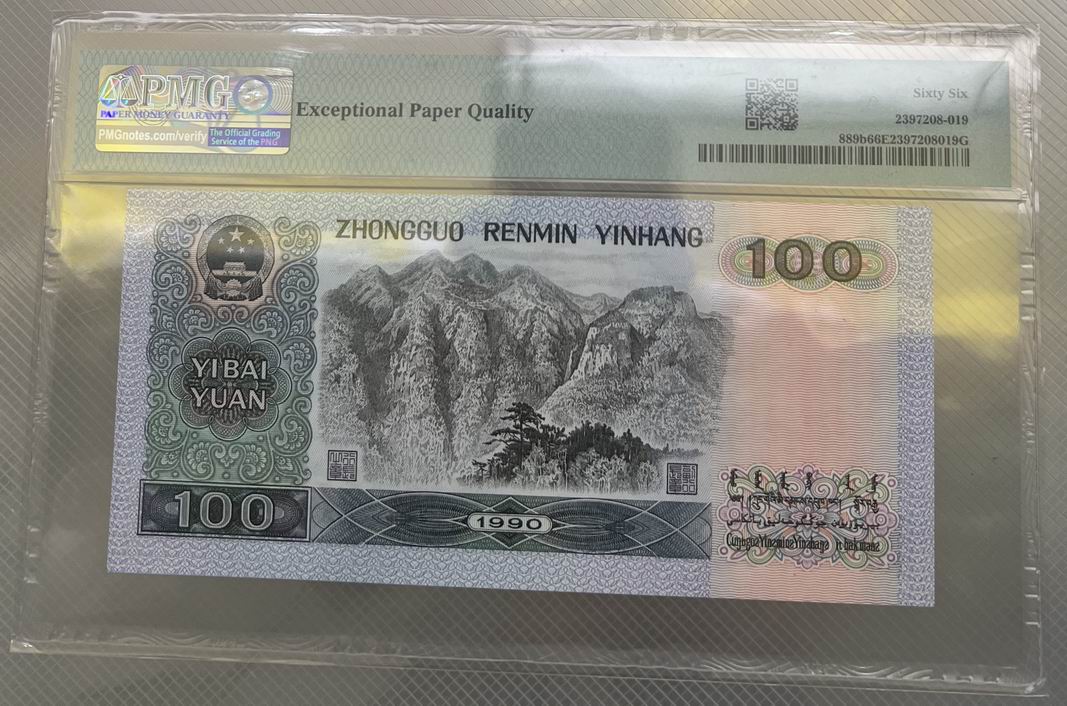 PMG
PAPER MONEY GUARANTY
PMGnotes.com/verify
The Official Grading
Service of the PNG
Exceptional Paper Quality
Sixty Six
2397208-019
889b66E2397208019G
ZHONGGUO RENMIN YINHANG
100
YIBAI
YUAN
100
1990